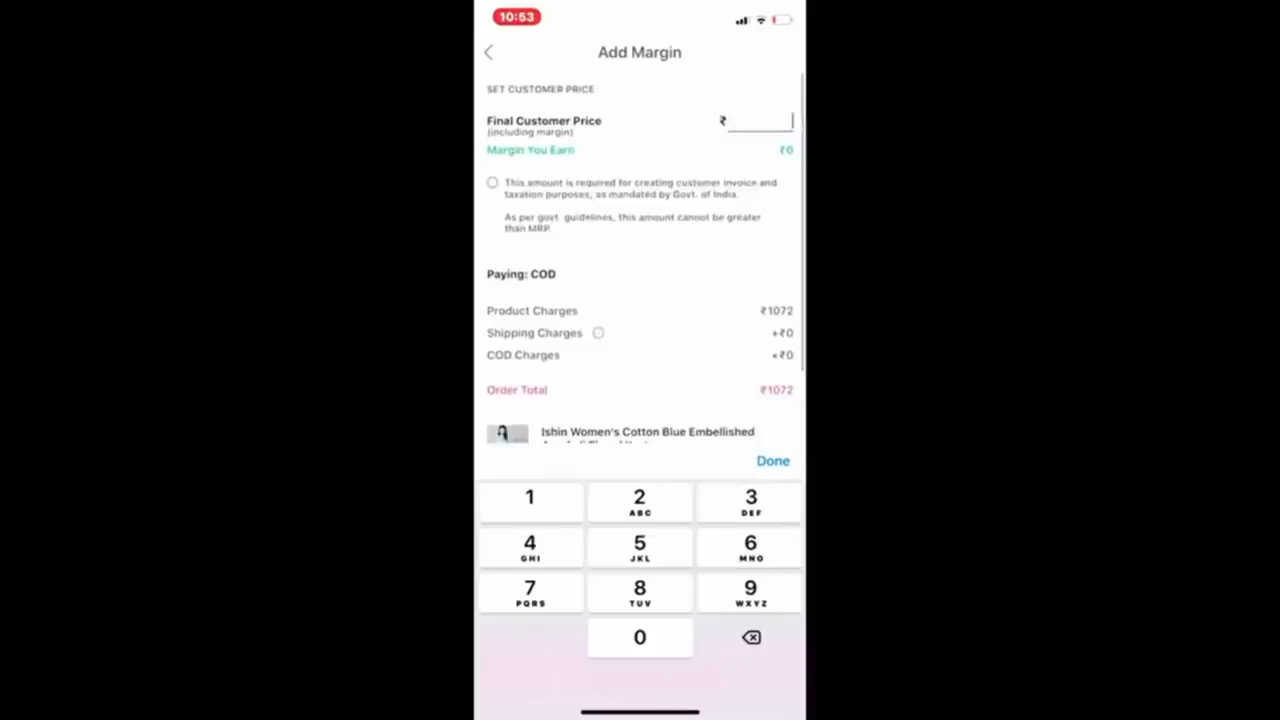 10:53
Add Margin
SET CUSTOMER PRICE
Final Customer Price
₹
(including margin)
Margin You Earn
₹0
This amount is required for creating customer invoice and
taxation purposes, as mandated by Govt. of India.
As per govt. guidelines, this amount cannot be greater
than MRP.
Paying: COD
Product Charges
₹1072
Shipping Charges
+₹0
COD Charges
+₹0
Order Total
₹1072
Ishin Women's Cotton Blue Embellished
Done
1
2
ABC
3
DEF
4
GHI
5
JKL
6
MNO
7
PQRS
8
TUV
9
WXYZ
0